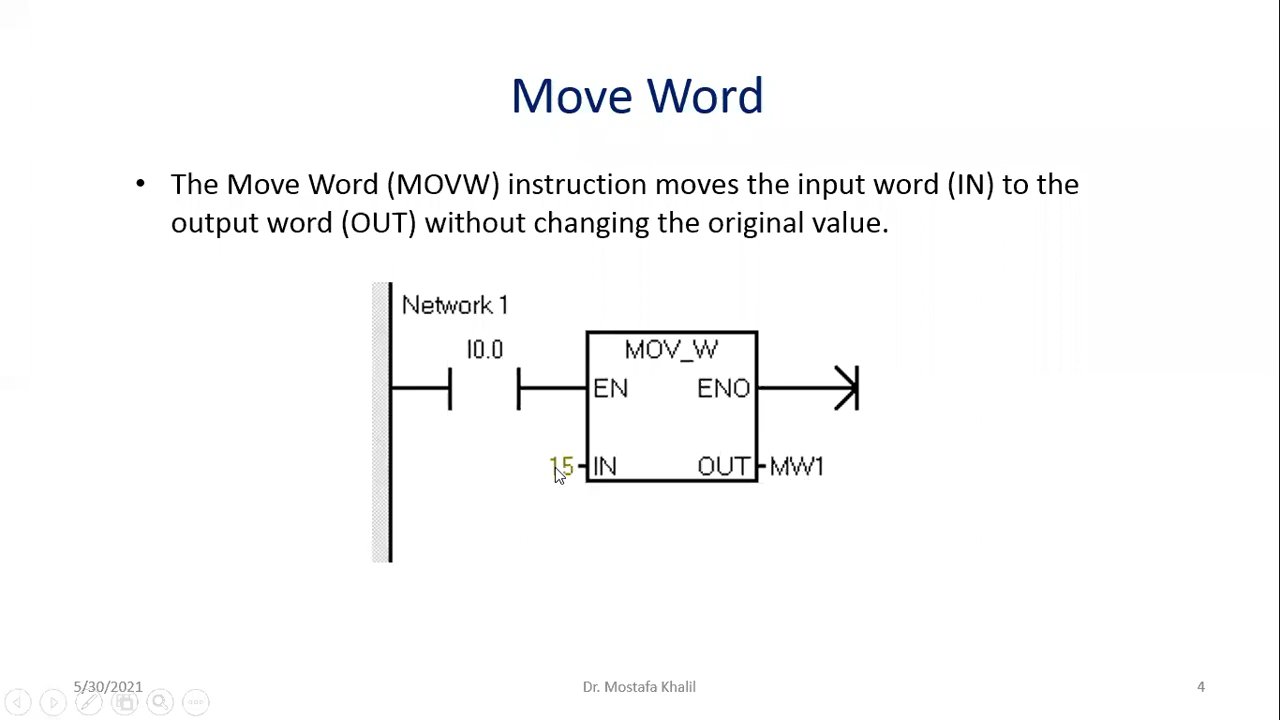 Move Word
• The Move Word (MOVW) instruction moves the input word (IN) to the
output word (OUT) without changing the original value.
Network 1
I0.0
MOV_W
EN ENO
15 IN OUT MW1
5/30/2021 Dr. Mostafa Khalil 4